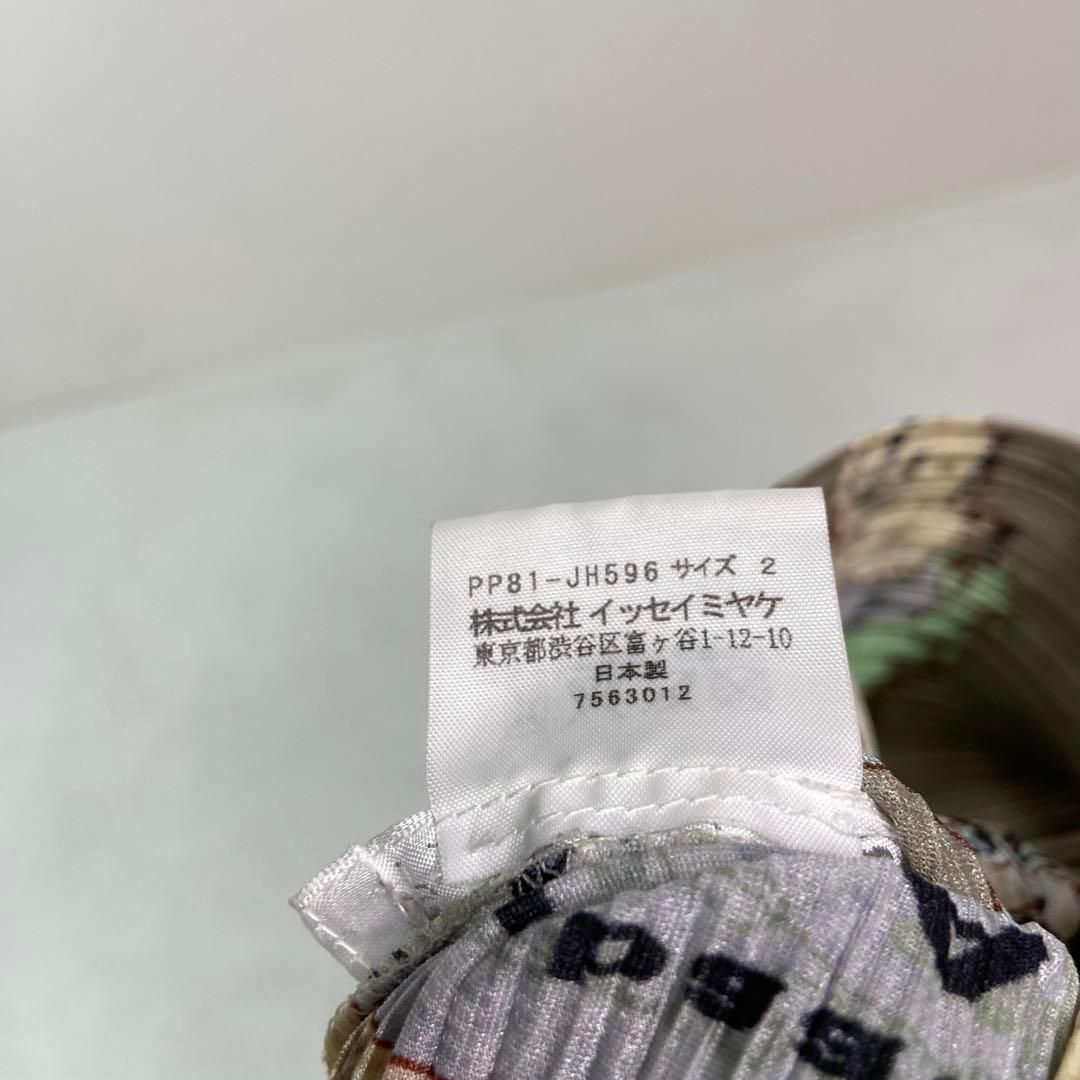 PP81-JH596 サイズ 2
株式会社 イッセイミヤケ
東京都渋谷区富ヶ谷1-12-10
日本製
7563012